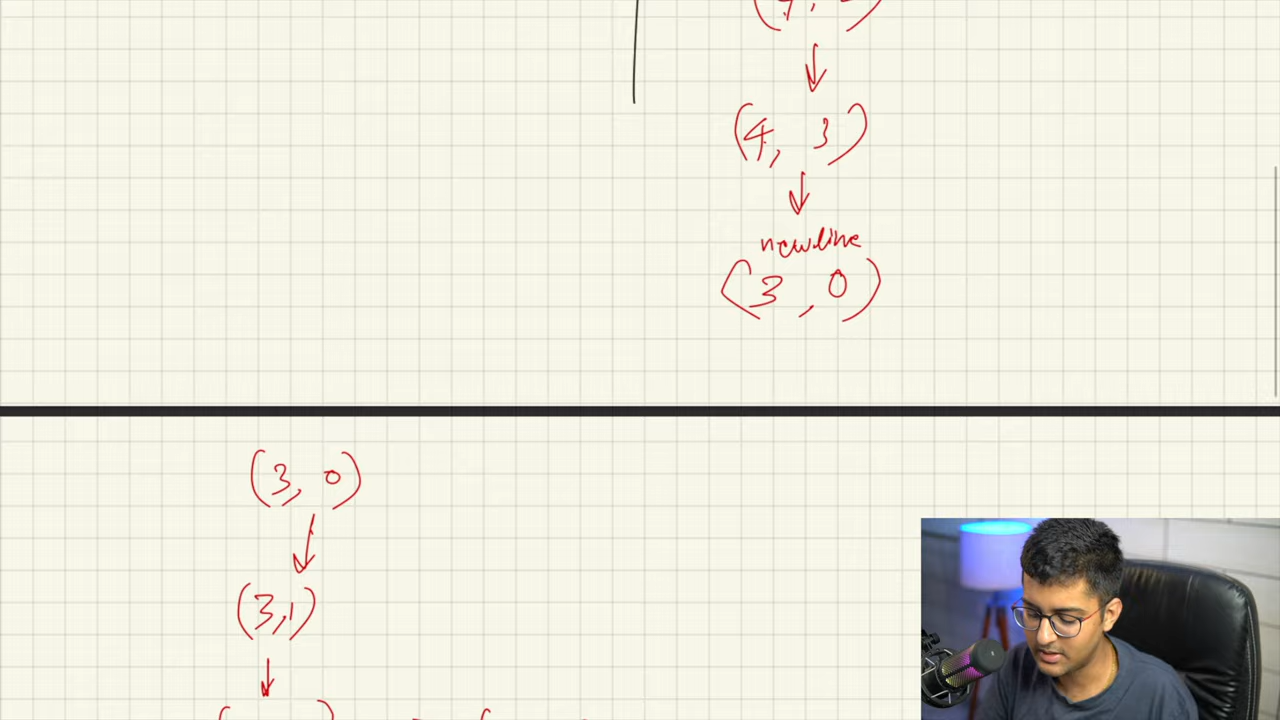 (4, 3)
newline
(3, 0)
(3, 0)
(3,1)